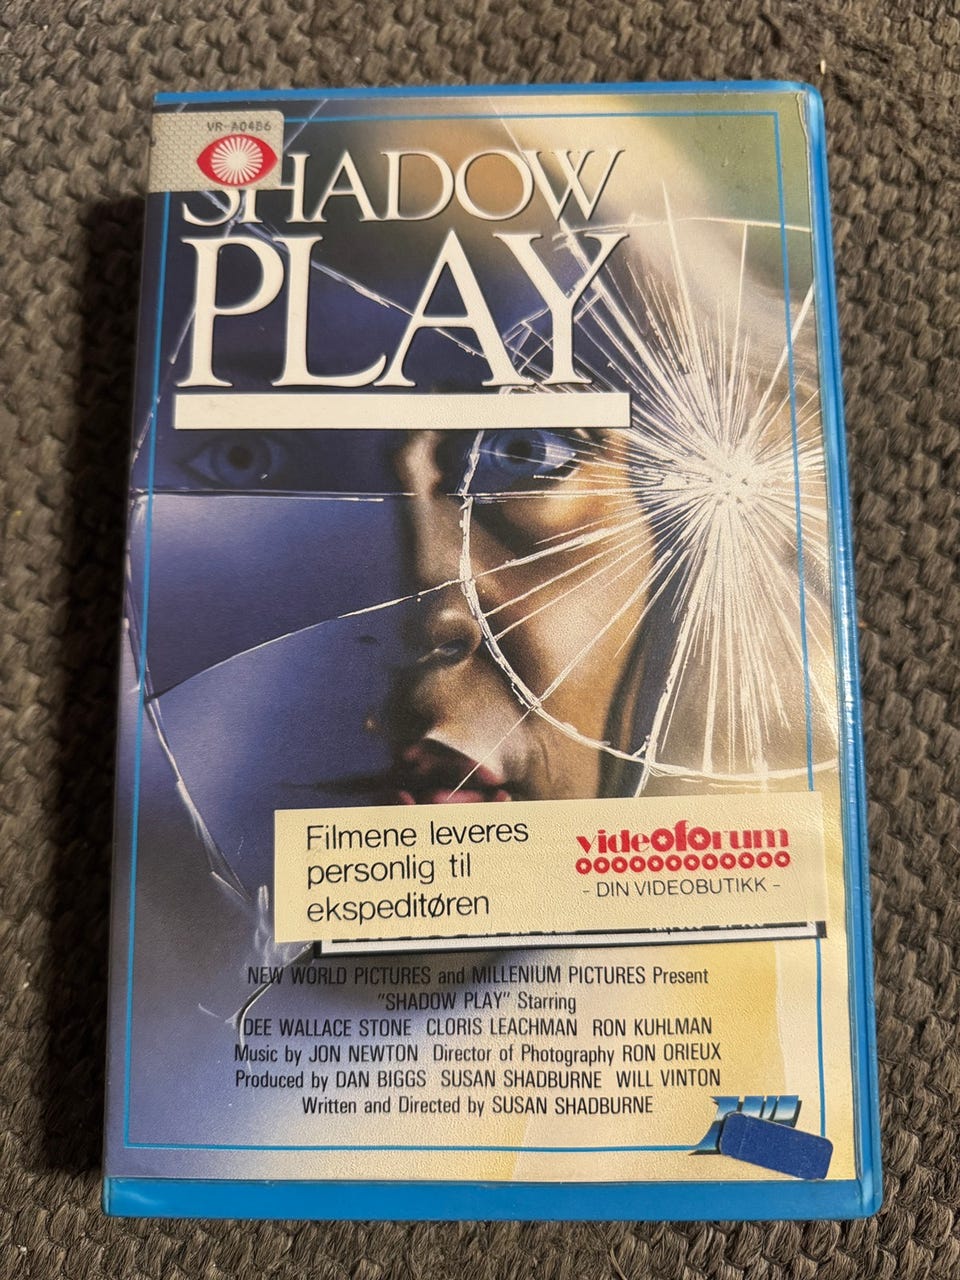 VR-A0486
SHADOW
PLAY
Filmene leveres
personlig til
ekspeditøren
videoforum
- DIN VIDEOBUTIKK -
NEW WORLD PICTURES and MILLENIUM PICTURES Present
"SHADOW PLAY" Starring
DEE WALLACE STONE CLORIS LEACHMAN RON KUHLMAN
Music by JON NEWTON Director of Photography RON ORIEUX
Produced by DAN BIGGS SUSAN SHADBURNE WILL VINTON
Written and Directed by SUSAN SHADBURNE